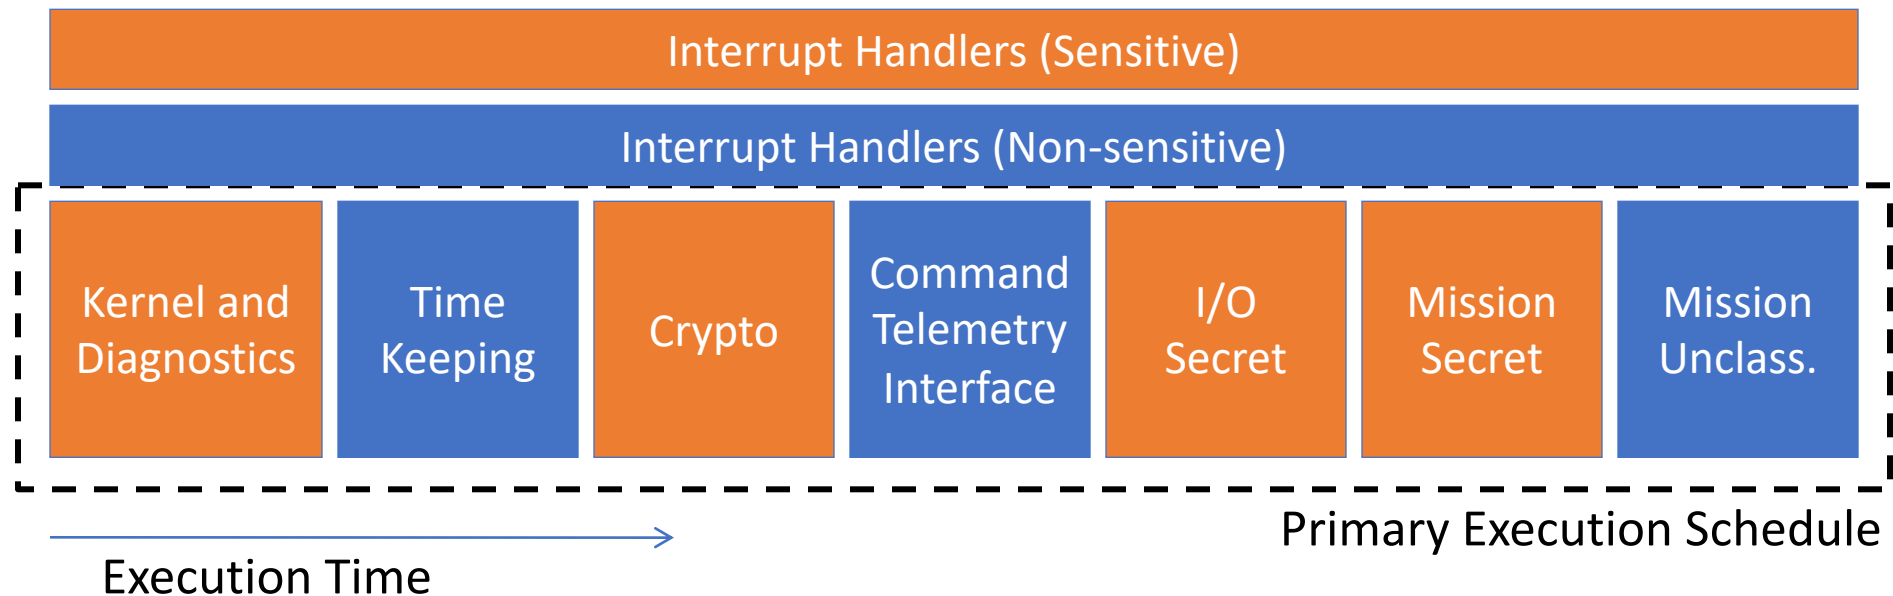 Interrupt Handlers (Sensitive)
Interrupt Handlers (Non-sensitive)
Kernel and
Diagnostics
Time
Keeping
Crypto
Command
Telemetry
Interface
I/O
Secret
Mission
Secret
Mission
Unclass.
Primary Execution Schedule
Execution Time